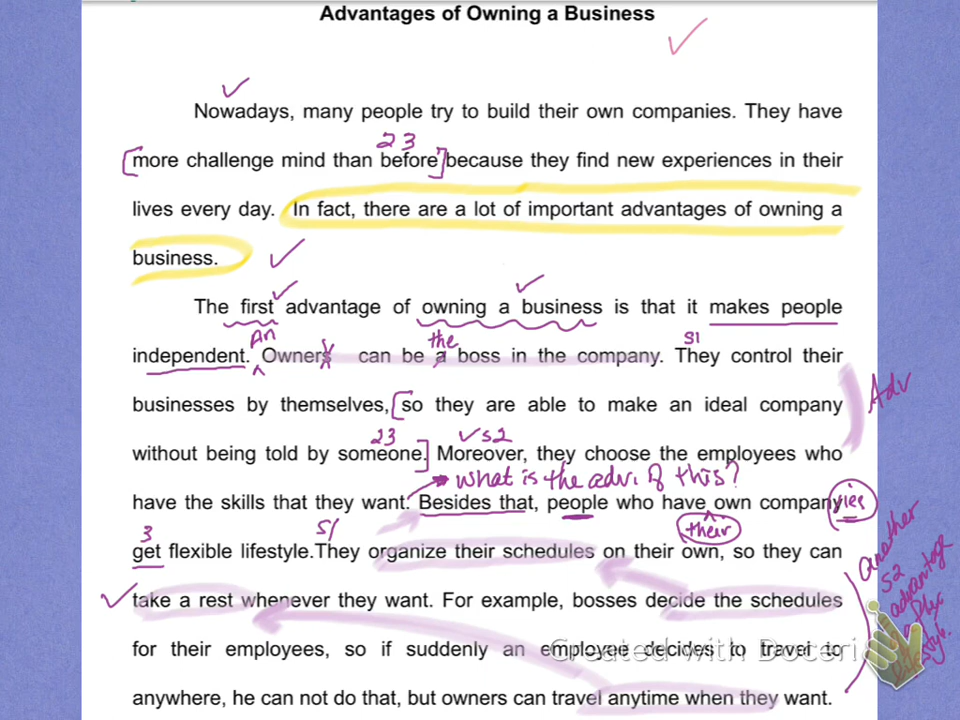 Advantages of Owning a Business
Nowadays, many people try to build their own companies. They have
23
[more challenge mind than before] because they find new experiences in their
lives every day. In fact, there are a lot of important advantages of owning a
business.
The first advantage of owning a business is that it makes people
An the S1
independent. Owners can be a boss in the company. They control their
Adv
businesses by themselves, [so they are able to make an ideal company
23 S2
without being told by someone.] Moreover, they choose the employees who
What is the adv. of this?
have the skills that they want. Besides that, people who have own company
ies
3 S1 their
get flexible lifestyle.They organize their schedules on their own, so they can
another
S2
advantage
take a rest whenever they want. For example, bosses decide the schedules
for their employees, so if suddenly an employee decides to travel to
Created with Doceri
anywhere, he can not do that, but owners can travel anytime when they want.